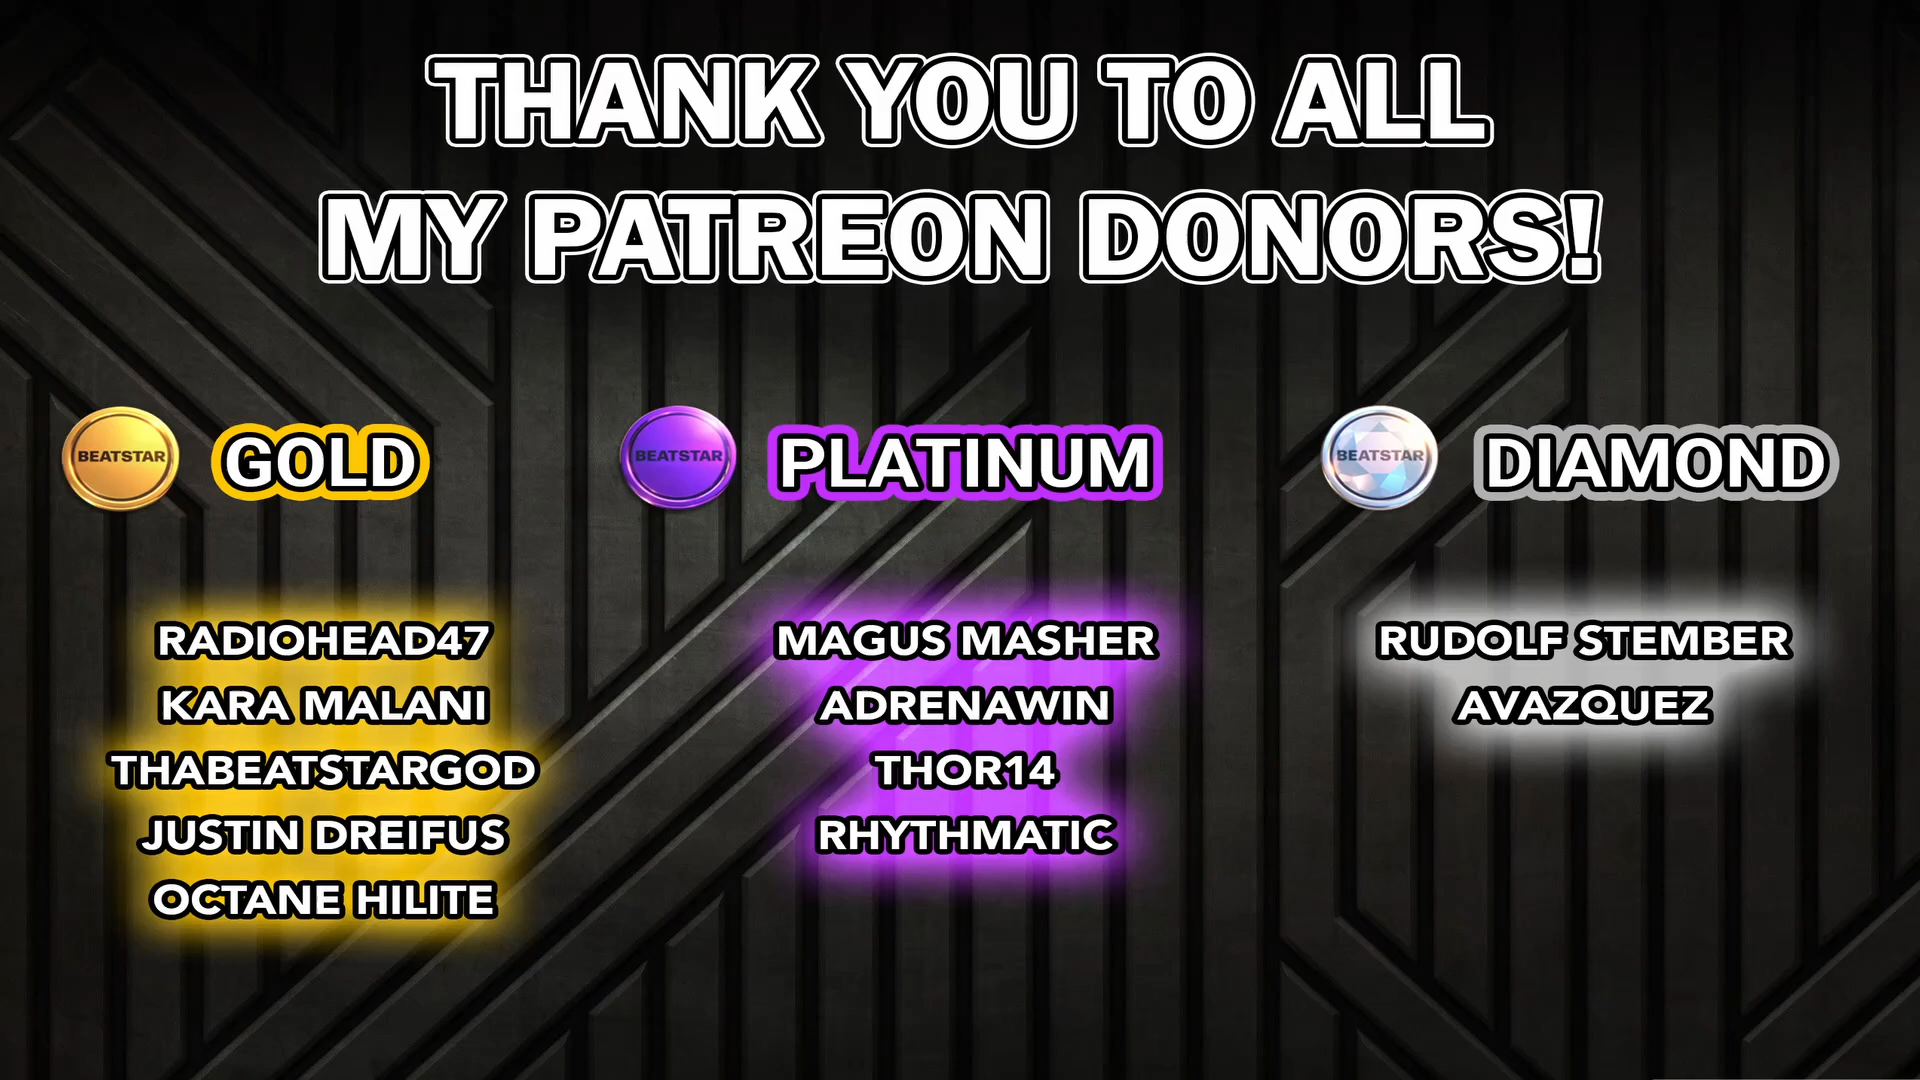 THANK YOU TO ALL
MY PATREON DONORS!
BEATSTAR GOLD
RADIOHEAD47
KARA MALANI
THABEATSTARGOD
JUSTIN DREIFUS
OCTANE HILITE
BEATSTAR PLATINUM
MAGUS MASHER
ADRENAWIN
THOR14
RHYTHMATIC
BEATSTAR DIAMOND
RUDOLF STEMBER
AVAZQUEZ